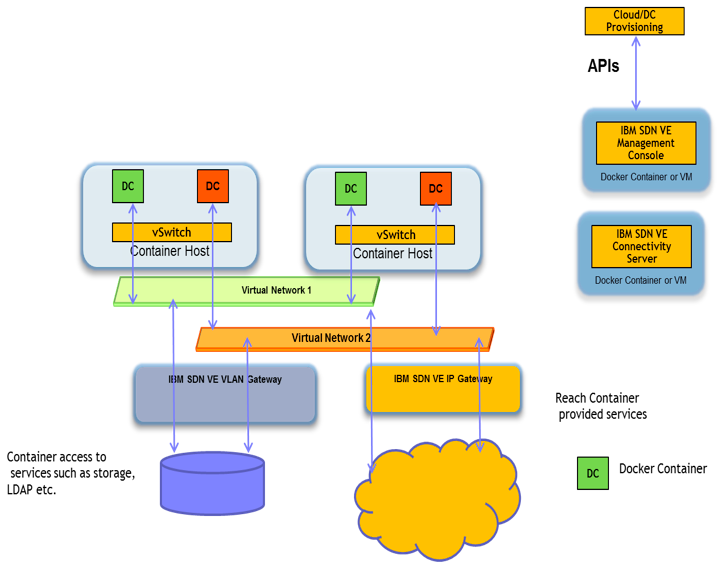 Cloud/DC
Provisioning
APIs
IBM SDN VE
Management
Console
Docker Container or VM
DC
DC
DC
DC
vSwitch
Container Host
vSwitch
Container Host
IBM SDN VE
Connectivity
Server
Docker Container or VM
Virtual Network 1
Virtual Network 2
IBM SDN VE VLAN Gateway
IBM SDN VE IP Gateway
Reach Container
provided services
Container access to
services such as storage,
LDAP etc.
DC
Docker Container